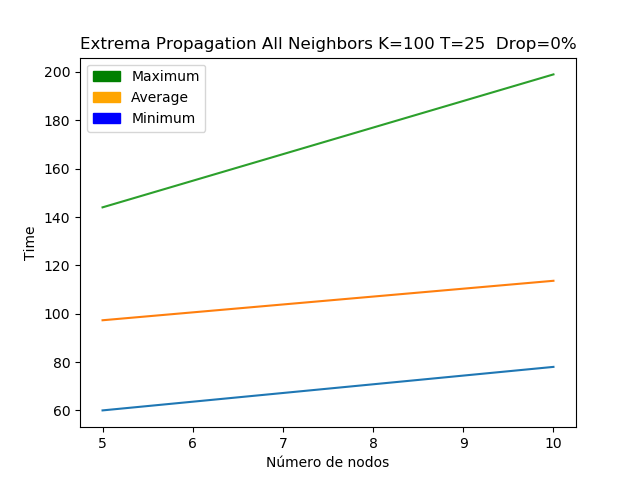 Extrema Propagation All Neighbors K=100 T=25  Drop=0%
Maximum
Average
Minimum
200
180
160
140
120
100
80
60
Time
5 6 7 8 9 10
Número de nodos